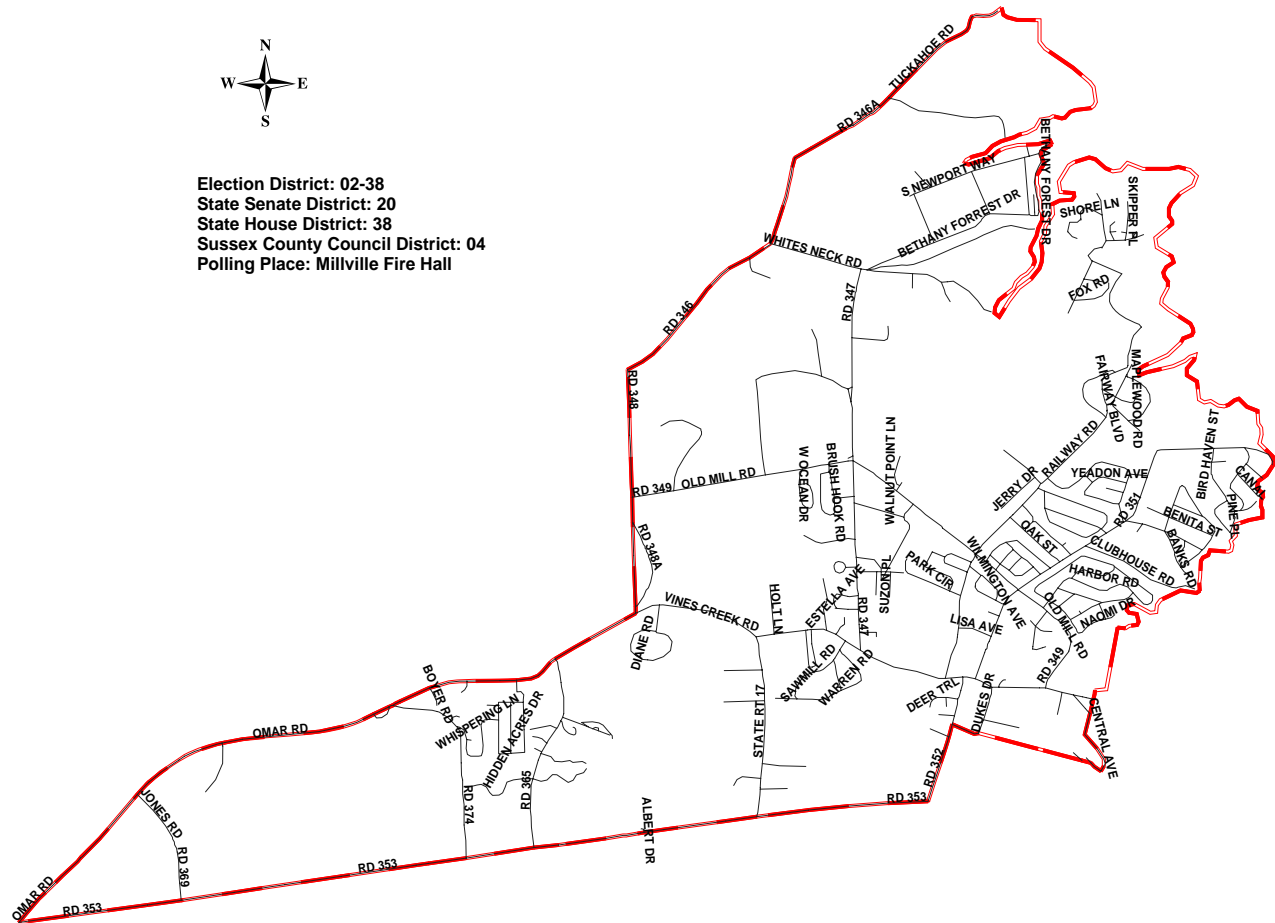 N
W E
S
Election District: 02-38
State Senate District: 20
State House District: 38
Sussex County Council District: 04
Polling Place: Millville Fire Hall
TUCKAHOE RD
RD 346A
BETHANY FOREST DR
S NEWPORT WAY
SKIPPER PL
SHORE LN
BETHANY FORREST DR
WHITES NECK RD
FOX RD
RD 347
RD 346
MAPLEWOOD RD
FAIRWAY BLVD
RD 348
BIRD HAVEN ST
RAILWAY RD
WALNUT POINT LN
BRUSH HOOK RD
W OCEAN DR
YEADON AVE
CANAL
OLD MILL RD
RD 349
JERRY DR
RD 351
PINE PL
BENITA ST
OAK ST
RD 348A
CLUBHOUSE RD
BANKS RD
WILMINGTON AVE
PARK CIR
SUZON PL
HARBOR RD
ESTELLA AVE
HOLT LN
VINES CREEK RD
OLD MILL RD
NAOMI DR
RD 347
LISA AVE
DIANE RD
SAWMILL RD
WARREN RD
RD 349
BOYER RD
DEER TRL
DUKES DR
CENTRAL AVE
WHISPERING LN
HIDDEN ACRES DR
OMAR RD
STATE RT 17
RD 352
RD 365
RD 374
JONES RD
RD 353
ALBERT DR
RD 369
RD 353
OMAR RD
RD 353